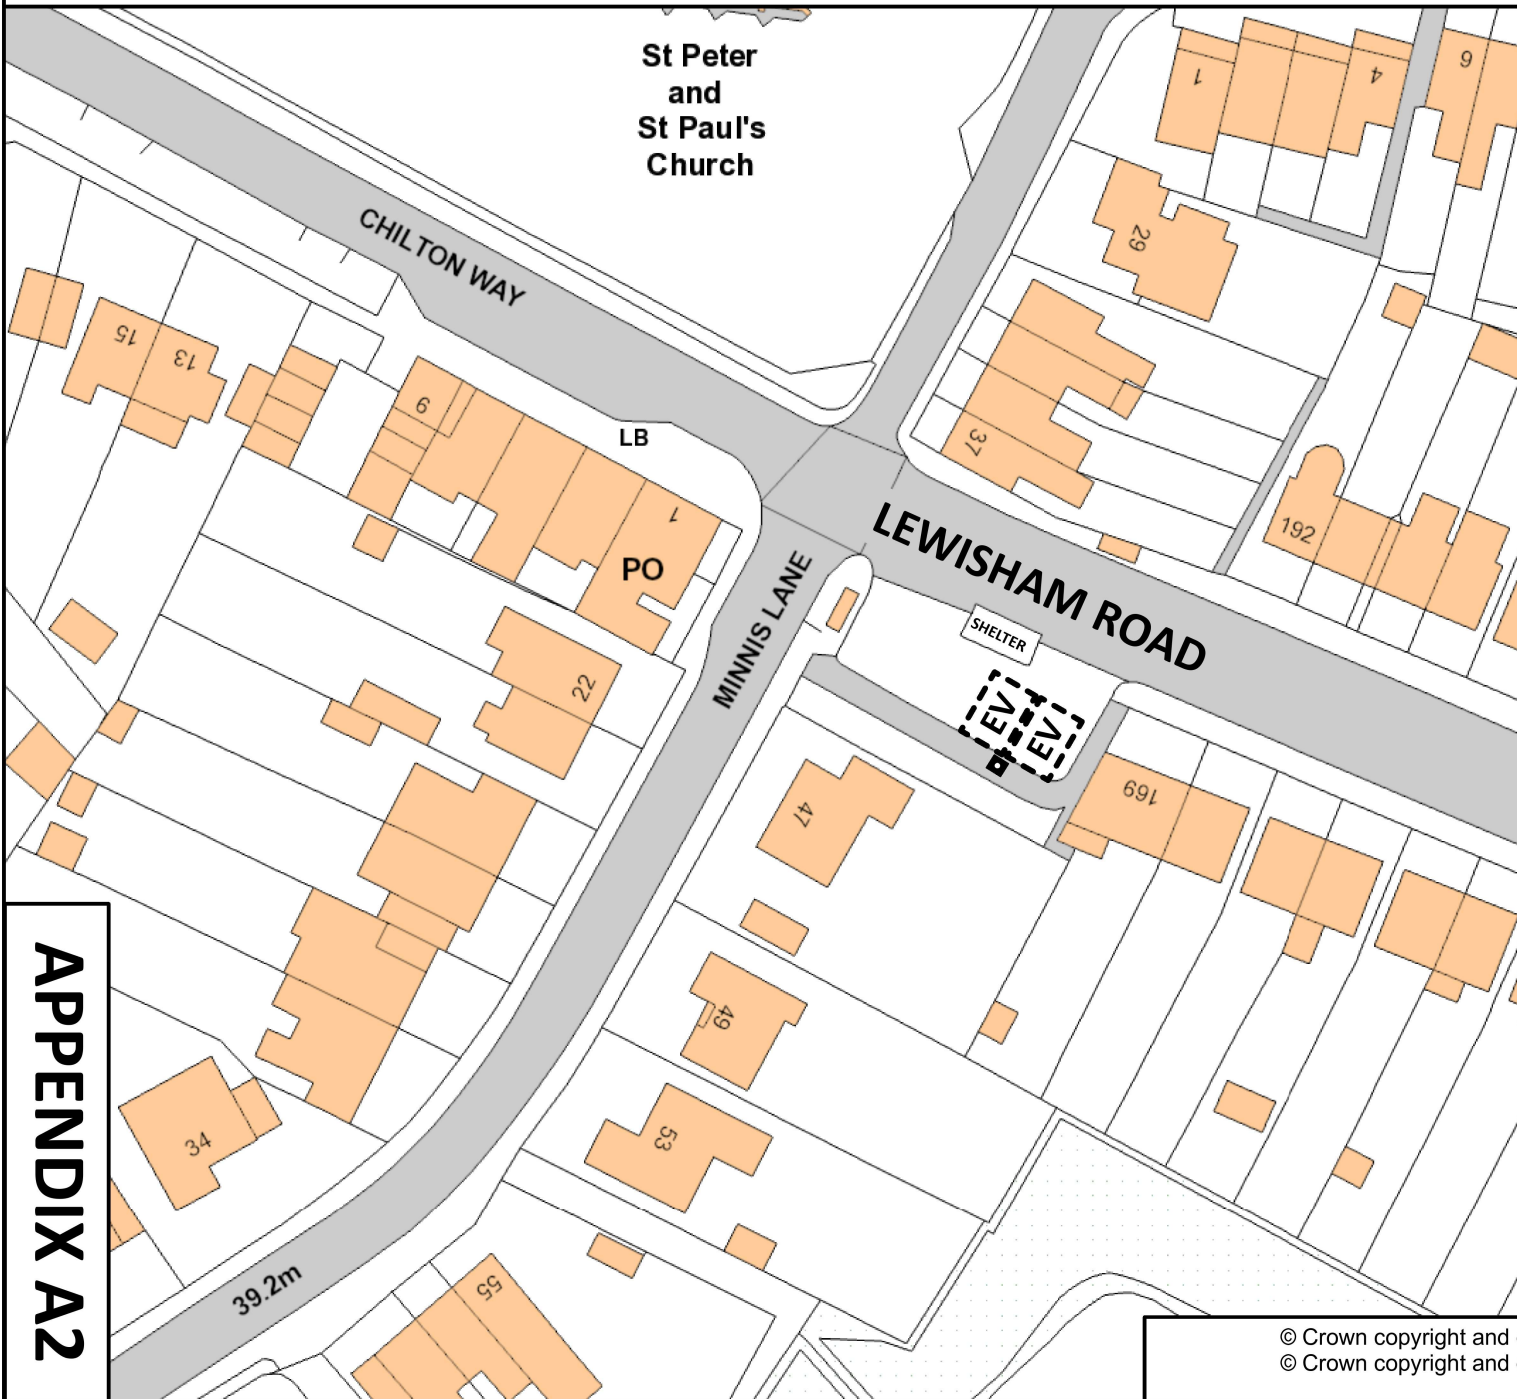 St Peter
and
St Paul's
Church
1
4
6
29
CHILTON WAY
15
13
9
LB
37
1
PO
192
LEWISHAM ROAD
MINNIS LANE
SHELTER
22
EV
EV
169
47
49
53
34
39.2m
55
APPENDIX A2
© Crown copyright and
© Crown copyright and